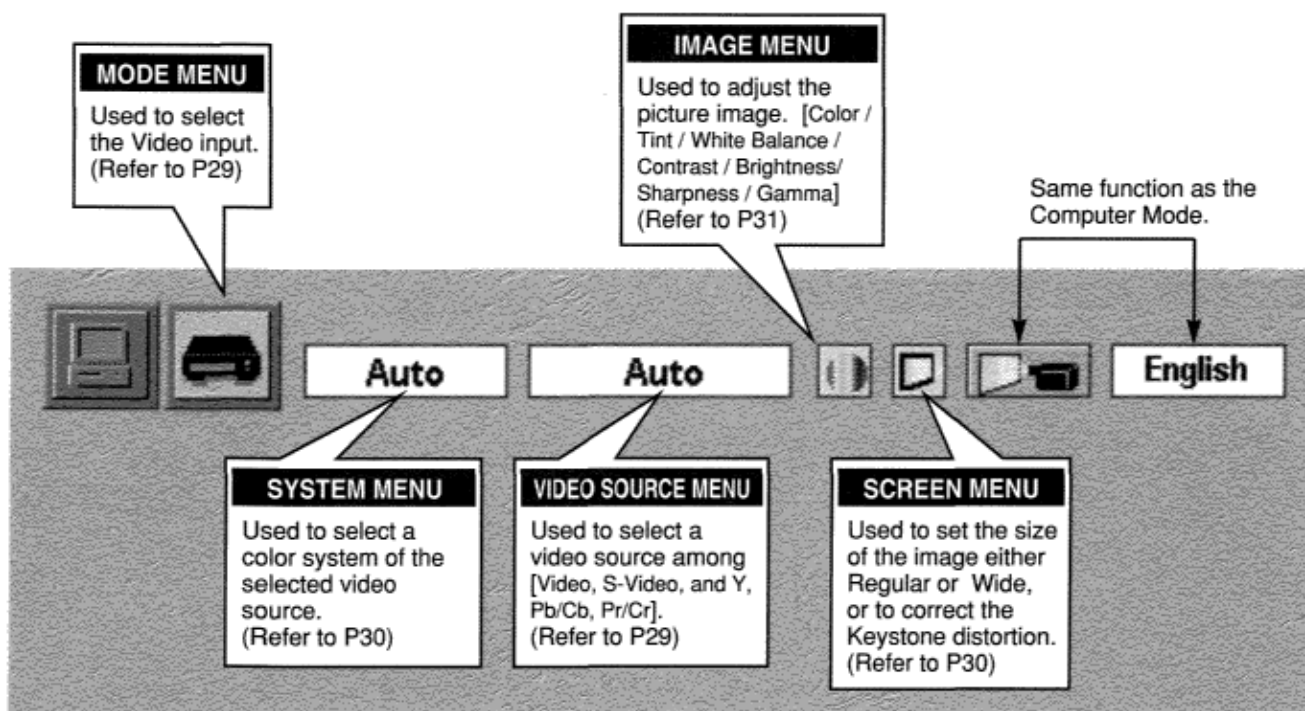 MODE MENU
Used to select
the Video input.
(Refer to P29)
IMAGE MENU
Used to adjust the
picture image. [Color /
Tint / White Balance /
Contrast / Brightness/
Sharpness / Gamma]
(Refer to P31)
Same function as the
Computer Mode.
Auto
Auto
English
SYSTEM MENU
Used to select a
color system of the
selected video
source.
(Refer to P30)
VIDEO SOURCE MENU
Used to select a
video source among
[Video, S-Video, and Y,
Pb/Cb, Pr/Cr].
(Refer to P29)
SCREEN MENU
Used to set the size
of the image either
Regular or Wide,
or to correct the
Keystone distortion.
(Refer to P30)